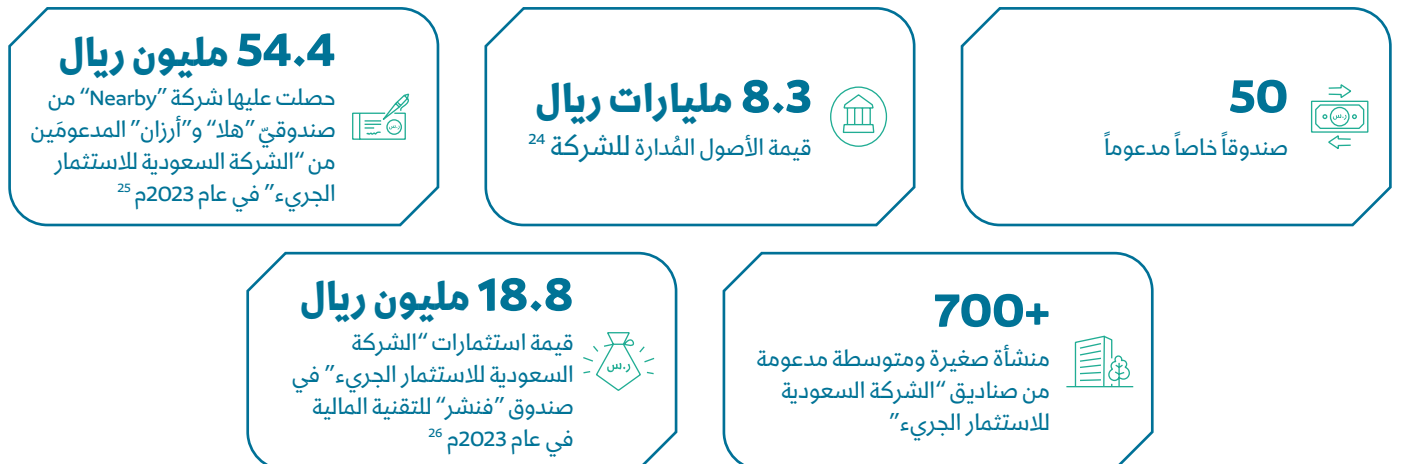 50
صندوقاً خاصاً مدعوماً
8.3 مليارات ريال
قيمة الأصول المُدارة للشركة 24
54.4 مليون ريال
حصلت عليها شركة “Nearby” من
صندوقيّ “هلا” و“أرزان” المدعومَين
من “الشركة السعودية للاستثمار
الجريء” في عام 2023م 25
700+
منشأة صغيرة ومتوسطة مدعومة
من صناديق “الشركة السعودية
للاستثمار الجريء”
18.8 مليون ريال
قيمة استثمارات “الشركة
السعودية للاستثمار الجريء” في
صندوق “فنشر” للتقنية المالية
في عام 2023م 26
ر.س
ر.س
ر.س